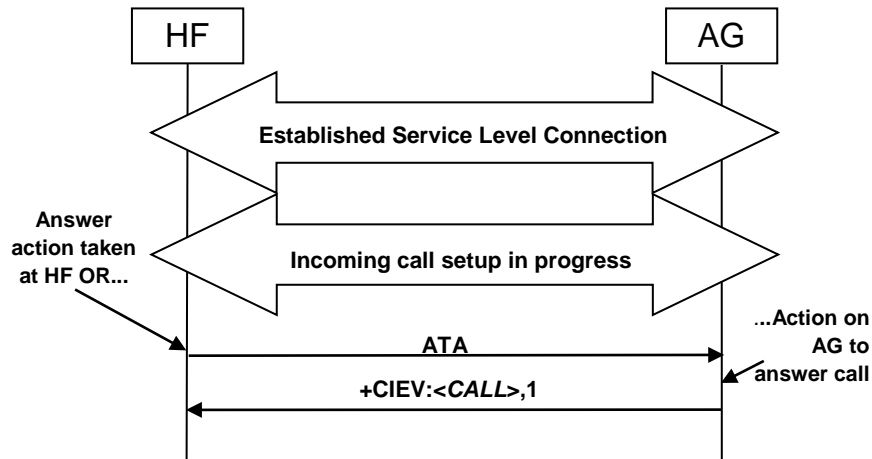 HF
AG
Established Service Level Connection
Answer
action taken
at HF OR...
Incoming call setup in progress
...Action on
AG to
answer call
ATA
+CIEV:<CALL>,1